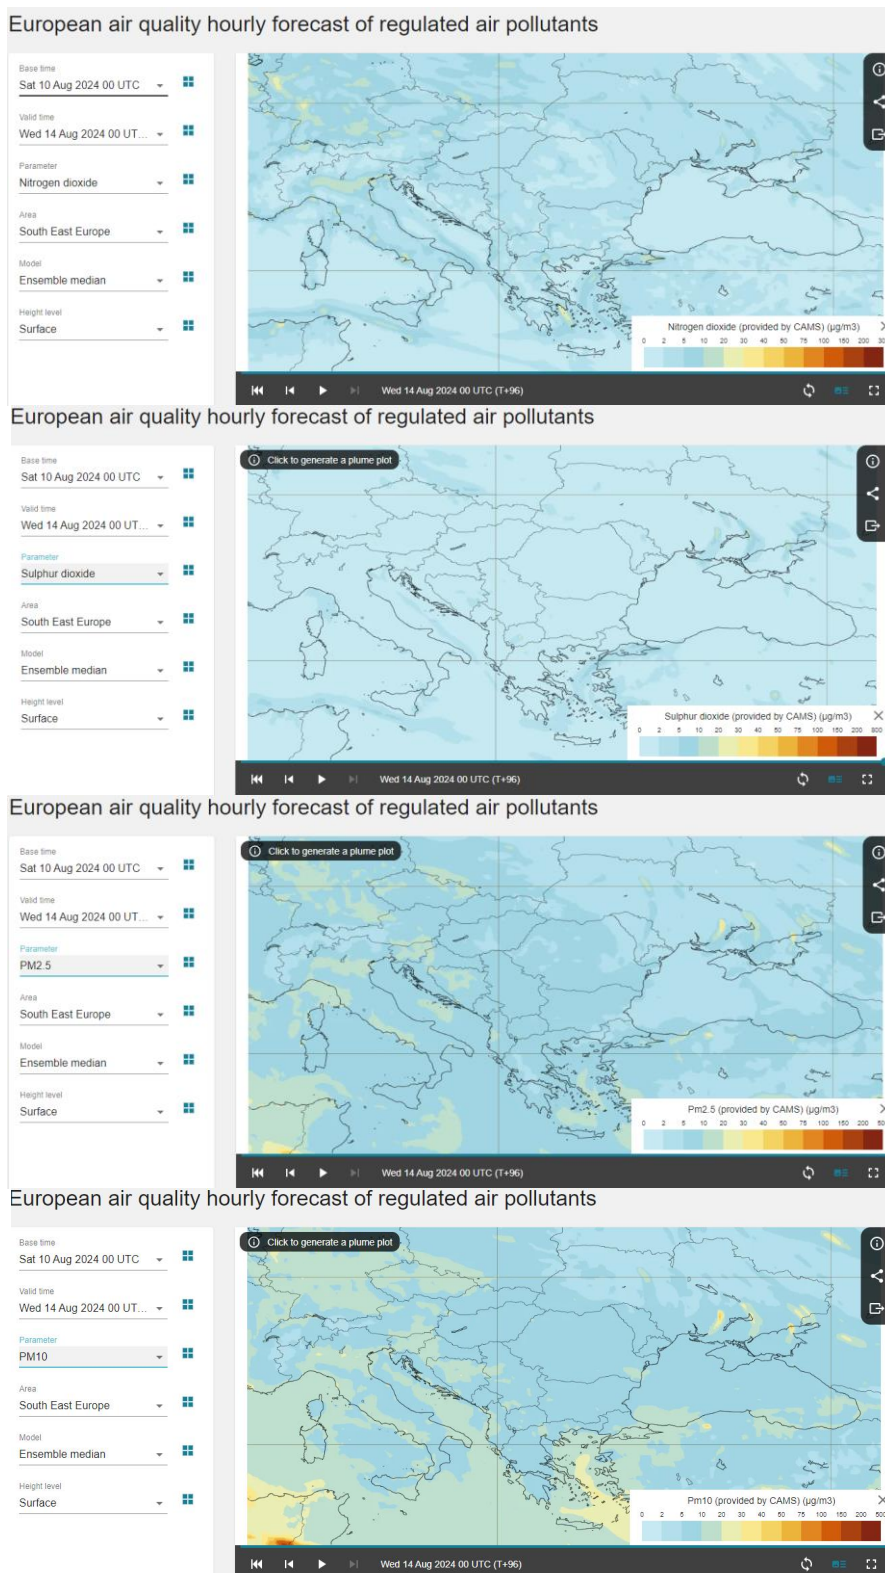 European air quality hourly forecast of regulated air pollutants
Base time
Sat 10 Aug 2024 00 UTC
Valid time
Wed 14 Aug 2024 00 UT...
Parameter
Nitrogen dioxide
Area
South East Europe
Model
Ensemble median
Height level
Surface
Nitrogen dioxide (provided by CAMS) (μg/m3)
0 2 5 10 20 30 40 50 75 100 150 200 30
Wed 14 Aug 2024 00 UTC (T+96)
European air quality hourly forecast of regulated air pollutants
Click to generate a plume plot
Base time
Sat 10 Aug 2024 00 UTC
Valid time
Wed 14 Aug 2024 00 UT...
Parameter
Sulphur dioxide
Area
South East Europe
Model
Ensemble median
Height level
Surface
Sulphur dioxide (provided by CAMS) (μg/m3)
0 2 5 10 20 30 40 50 75 100 150 200 800
Wed 14 Aug 2024 00 UTC (T+96)
European air quality hourly forecast of regulated air pollutants
Click to generate a plume plot
Base time
Sat 10 Aug 2024 00 UTC
Valid time
Wed 14 Aug 2024 00 UT...
Parameter
PM2.5
Area
South East Europe
Model
Ensemble median
Height level
Surface
Pm2.5 (provided by CAMS) (μg/m3)
0 2 5 10 20 30 40 50 75 100 150 200 50
Wed 14 Aug 2024 00 UTC (T+96)
European air quality hourly forecast of regulated air pollutants
Click to generate a plume plot
Base time
Sat 10 Aug 2024 00 UTC
Valid time
Wed 14 Aug 2024 00 UT...
Parameter
PM10
Area
South East Europe
Model
Ensemble median
Height level
Surface
Pm10 (provided by CAMS) (μg/m3)
0 2 5 10 20 30 40 50 75 100 150 200 500
Wed 14 Aug 2024 00 UTC (T+96)